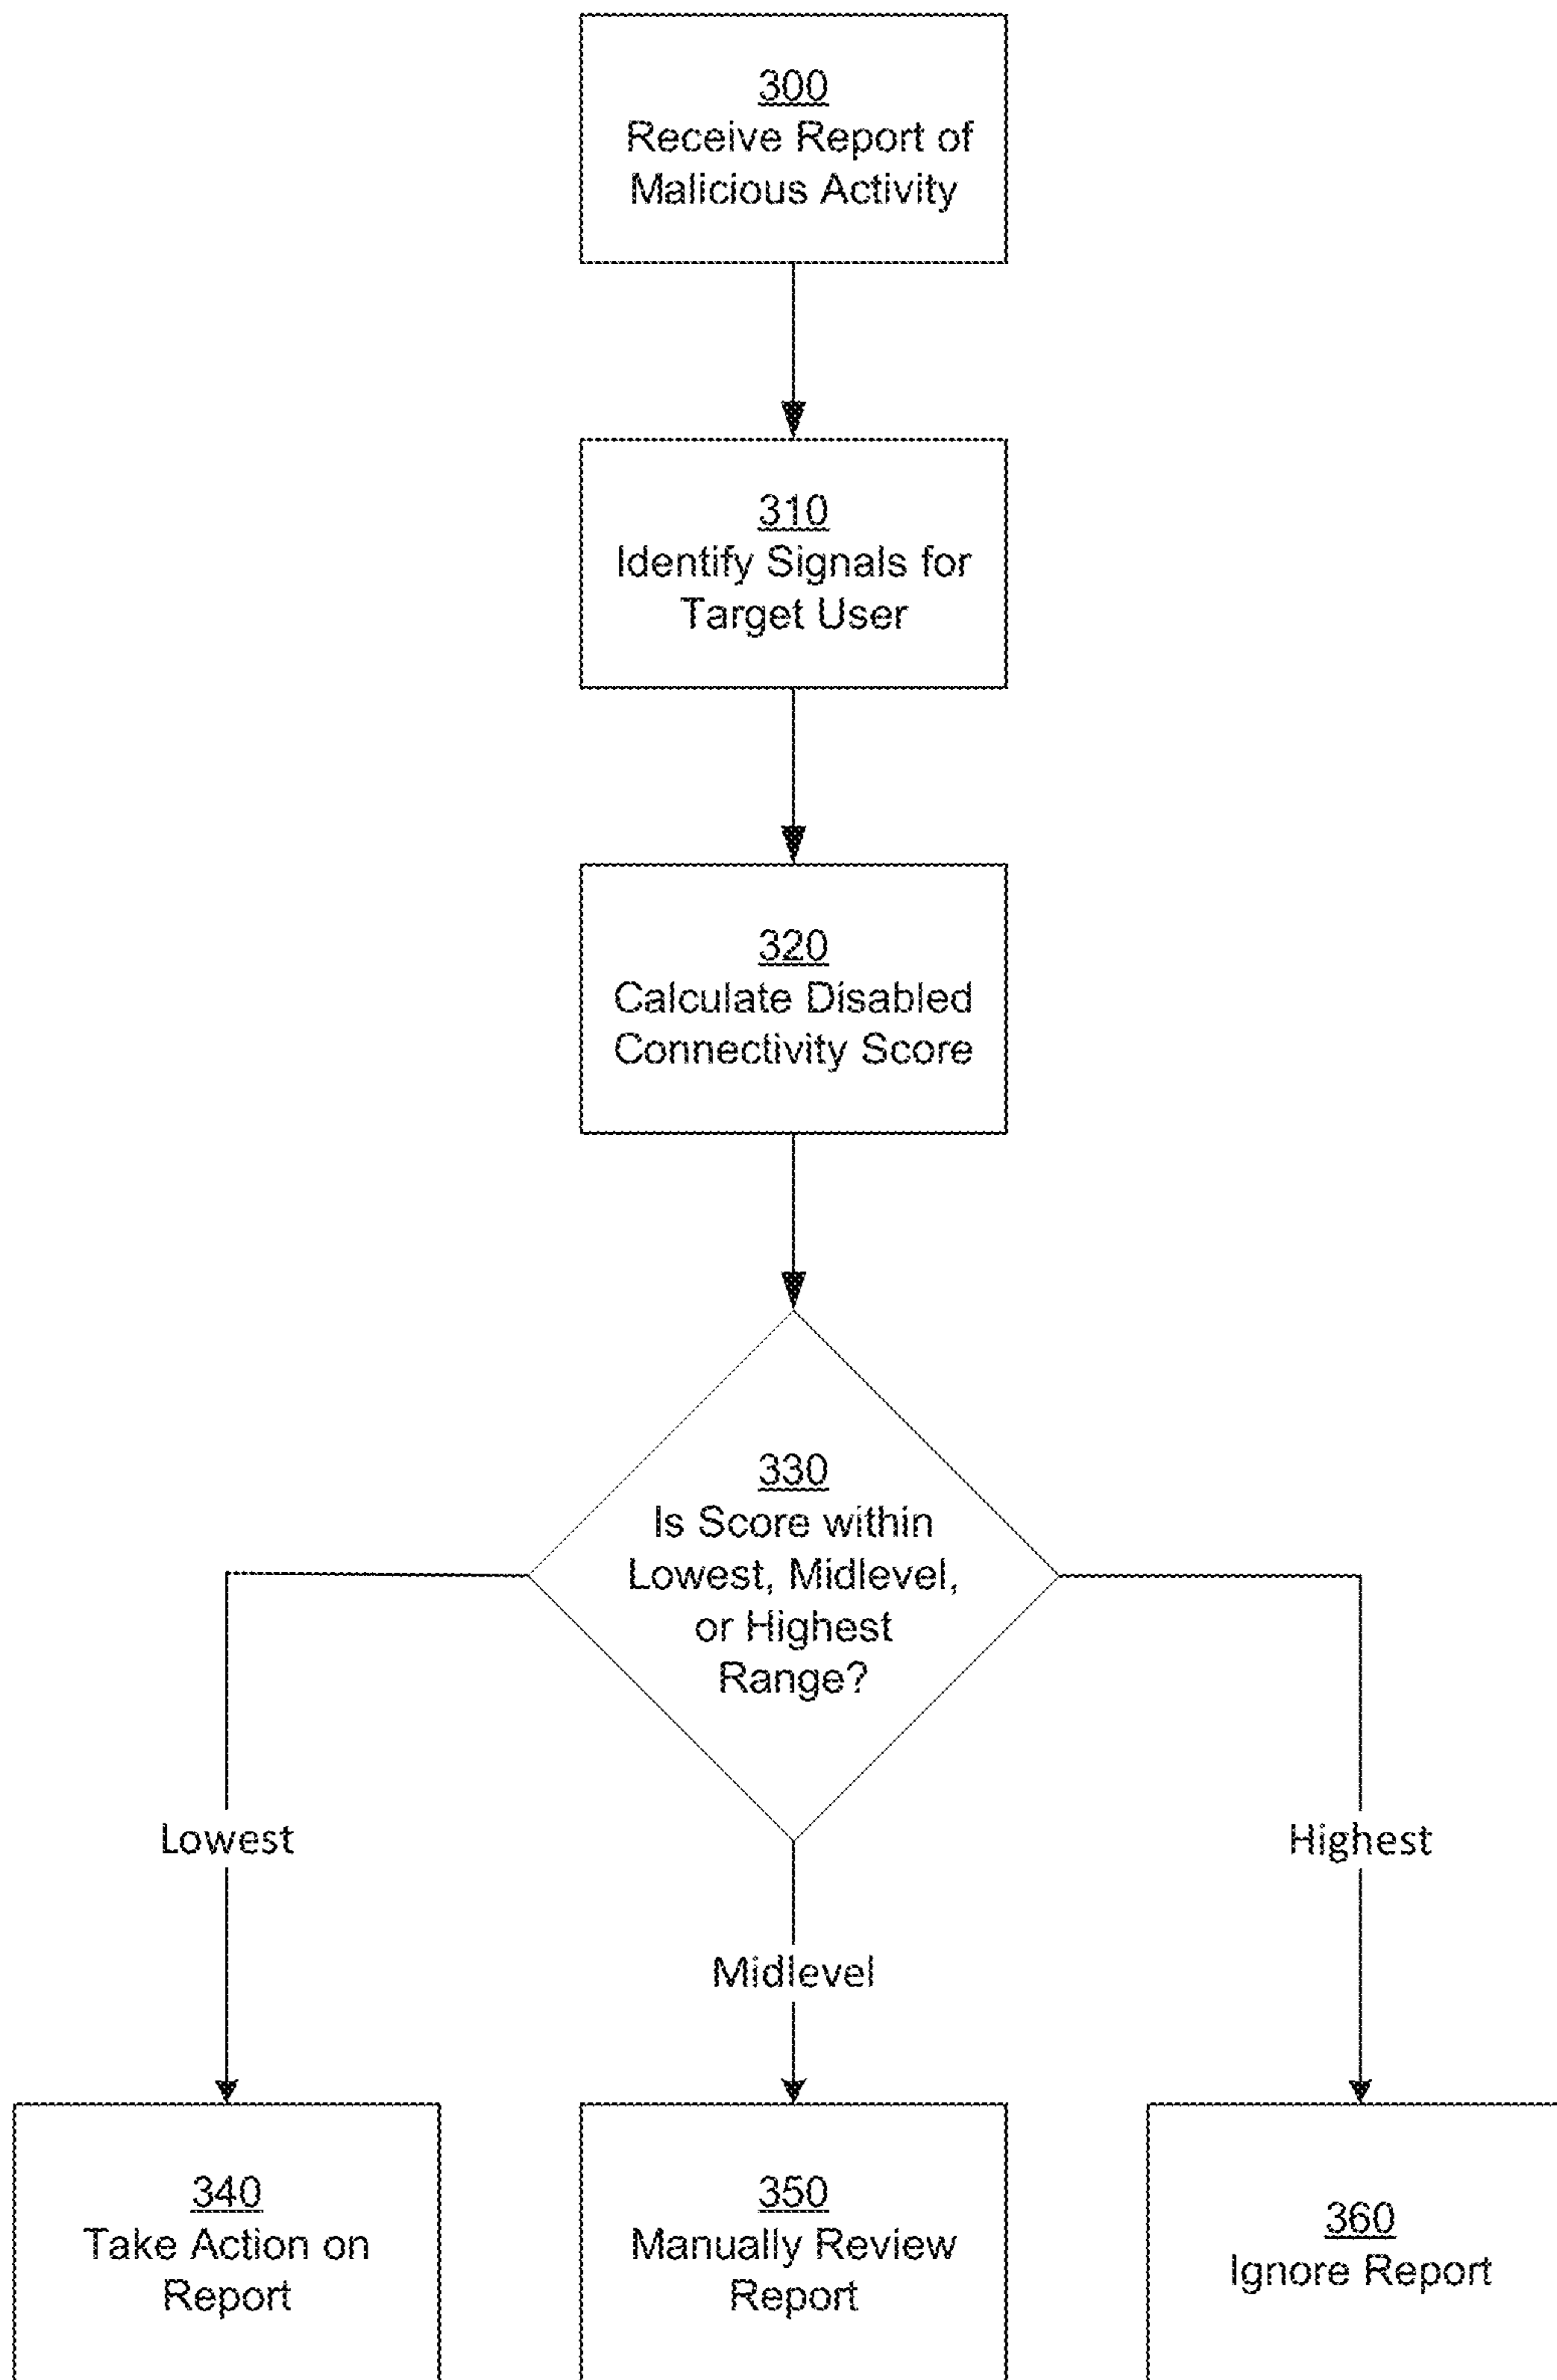 300
Receive Report of
Malicious Activity
310
Identify Signals for
Target User
320
Calculate Disabled
Connectivity Score
330
Is Score within
Lowest, Midlevel,
or Highest
Range?
Lowest
Highest
Midlevel
340
Take Action on
Report
350
Manually Review
Report
360
Ignore Report